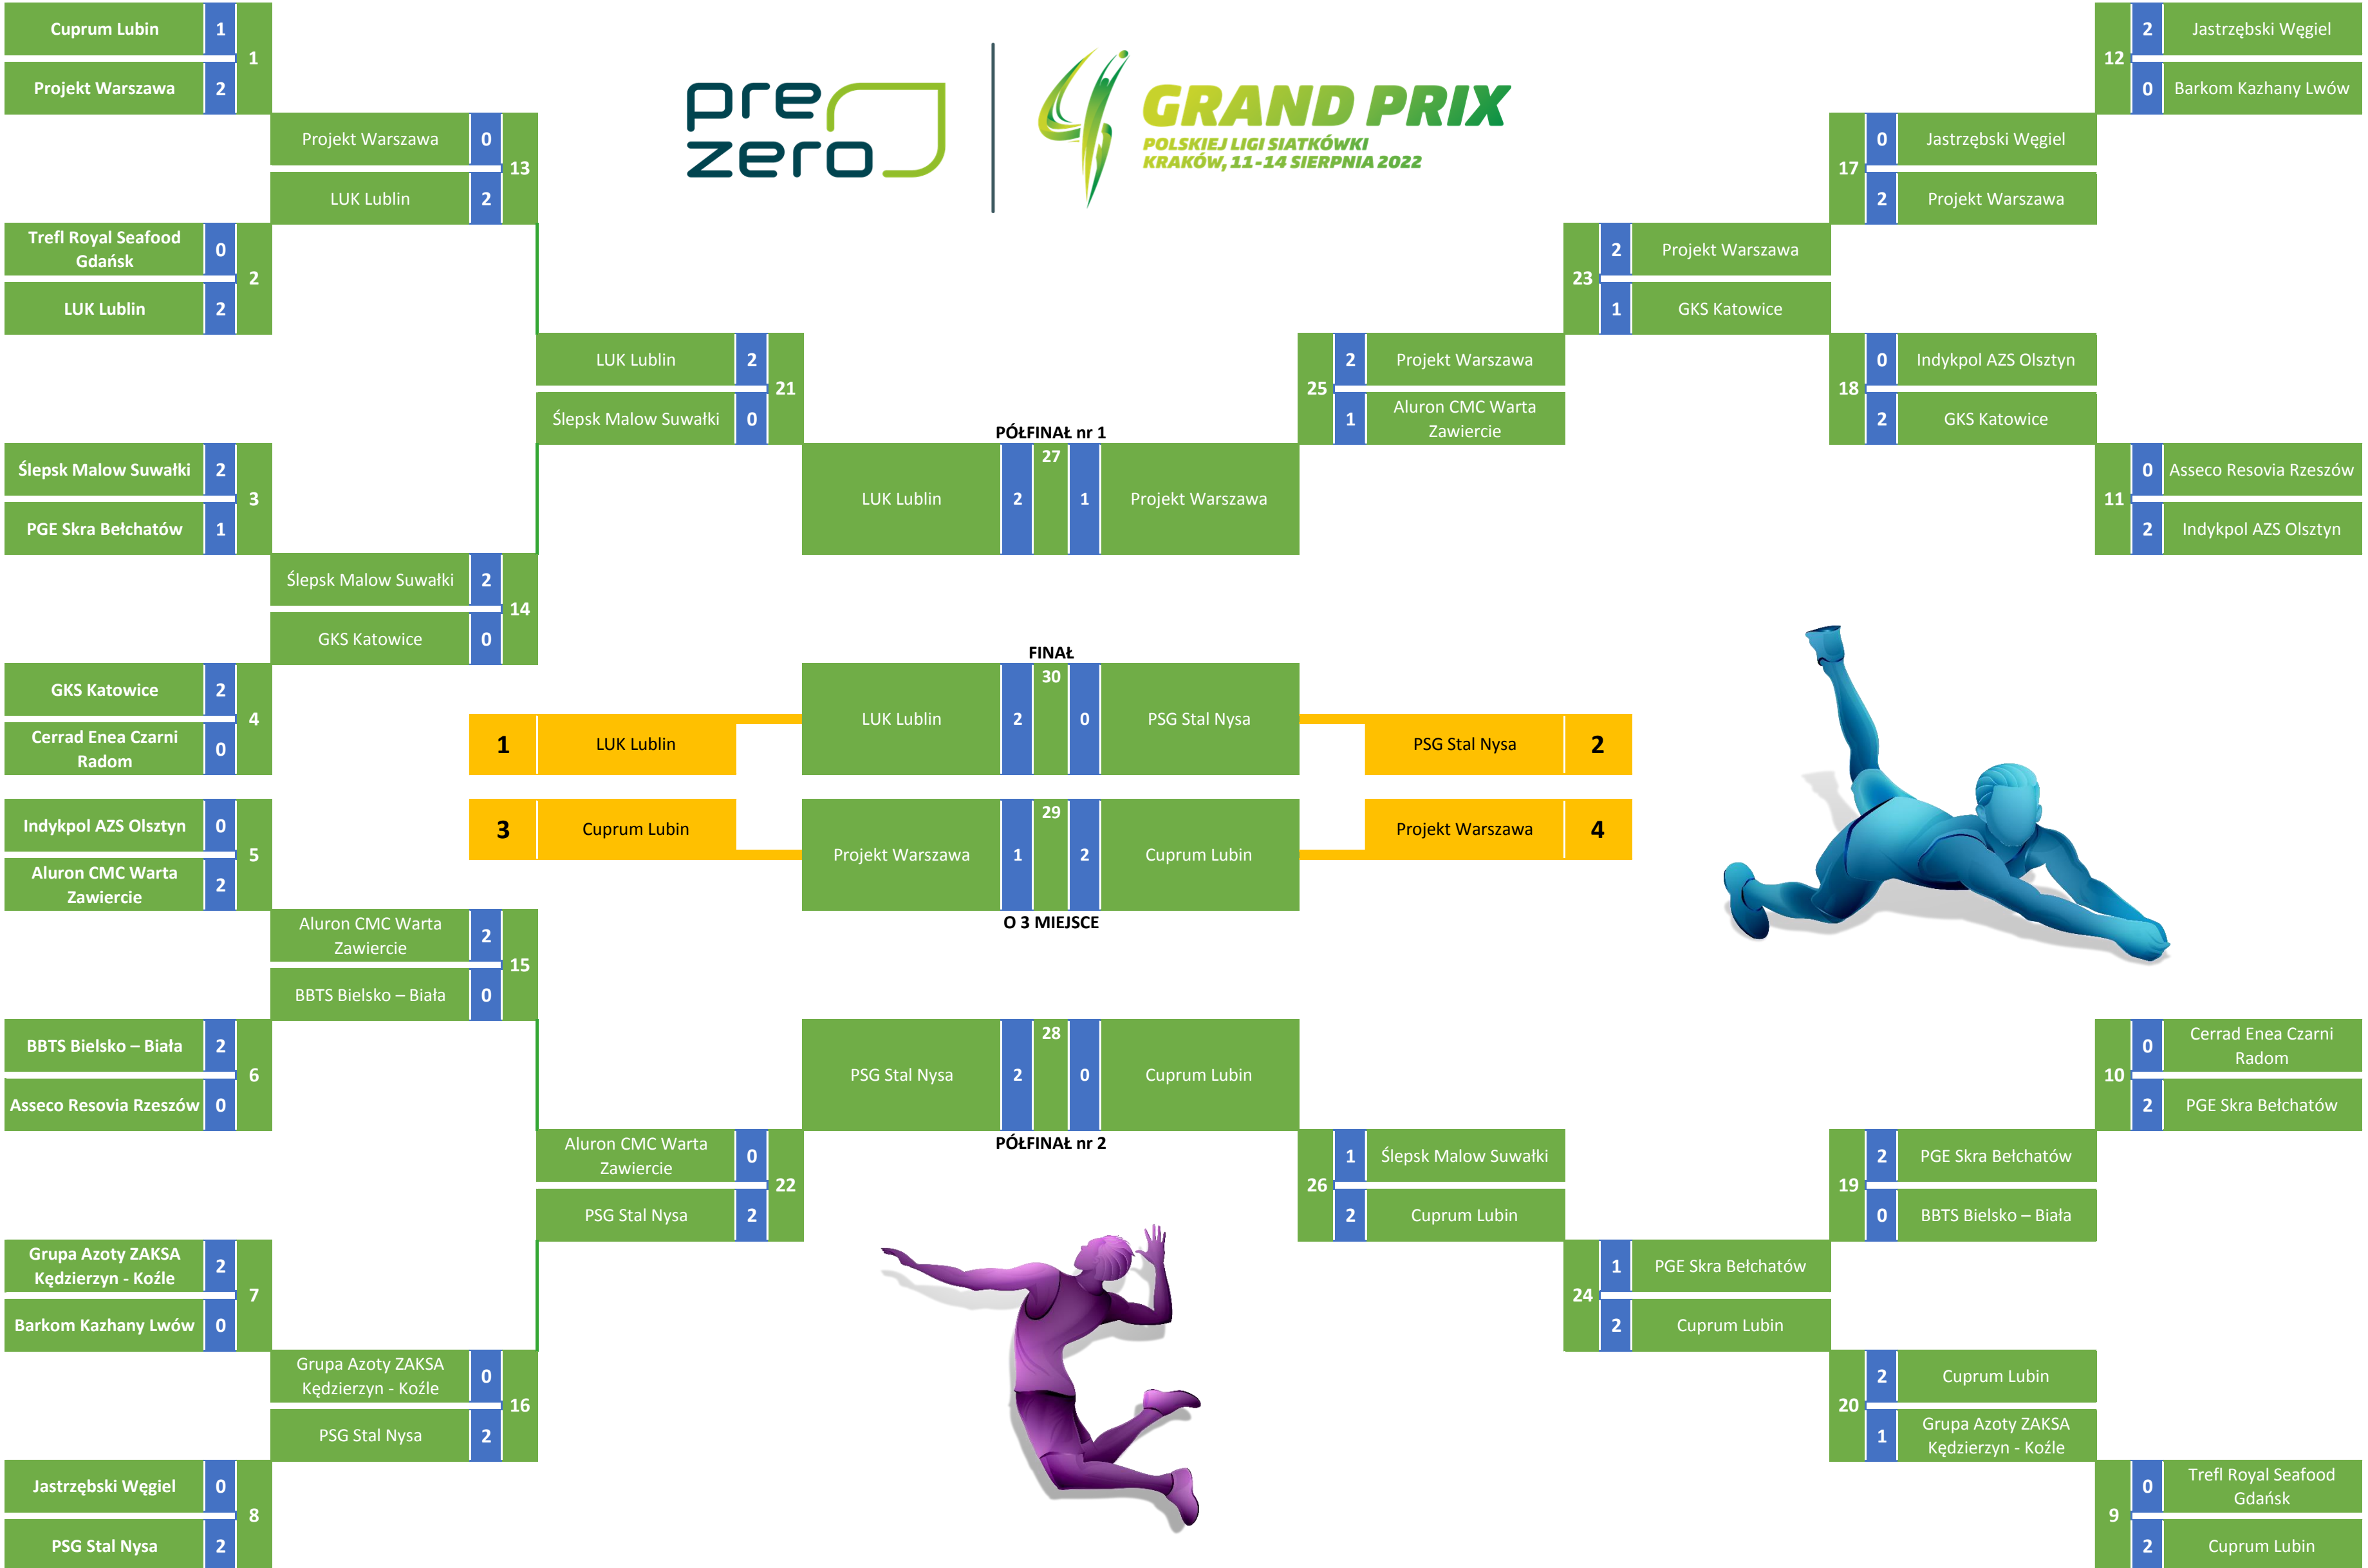 Cuprum Lubin 1
1
Projekt Warszawa 2
Projekt Warszawa 0
13
LUK Lublin 2
Trefl Royal Seafood
Gdańsk 0
2
LUK Lublin 2
LUK Lublin 2
21
Ślepsk Malow Suwałki 0
Ślepsk Malow Suwałki 2
3
PGE Skra Bełchatów 1
Ślepsk Malow Suwałki 2
14
GKS Katowice 0
GKS Katowice 2
4
Cerrad Enea Czarni
Radom 0
Indykpol AZS Olsztyn 0
5
Aluron CMC Warta
Zawiercie 2
Aluron CMC Warta
Zawiercie 2
15
BBTS Bielsko – Biała 0
BBTS Bielsko – Biała 2
6
Asseco Resovia Rzeszów 0
Aluron CMC Warta
Zawiercie 0
22
PSG Stal Nysa 2
Grupa Azoty ZAKSA
Kędzierzyn - Koźle 2
7
Barkom Kazhany Lwów 0
Grupa Azoty ZAKSA
Kędzierzyn - Koźle 0
16
PSG Stal Nysa 2
Jastrzębski Węgiel 0
8
PSG Stal Nysa 2
pre
zero
GRAND PRIX
POLSKIEJ LIGI SIATKÓWKI
KRAKÓW, 11-14 SIERPNIA 2022
PÓŁFINAŁ nr 1
27
LUK Lublin 2 1 Projekt Warszawa
FINAŁ
30
LUK Lublin 2 0 PSG Stal Nysa
1 LUK Lublin
PSG Stal Nysa 2
3 Cuprum Lubin
Projekt Warszawa 4
29
Projekt Warszawa 1 2 Cuprum Lubin
O 3 MIEJSCE
28
PSG Stal Nysa 2 0 Cuprum Lubin
PÓŁFINAŁ nr 2
2 Jastrzębski Węgiel
12
0 Barkom Kazhany Lwów
0 Jastrzębski Węgiel
17
2 Projekt Warszawa
2 Projekt Warszawa
23
1 GKS Katowice
2 Projekt Warszawa
25
1 Aluron CMC Warta
Zawiercie
0 Indykpol AZS Olsztyn
18
2 GKS Katowice
0 Asseco Resovia Rzeszów
11
2 Indykpol AZS Olsztyn
0 Cerrad Enea Czarni
Radom
10
2 PGE Skra Bełchatów
1 Ślepsk Malow Suwałki
26
2 Cuprum Lubin
2 PGE Skra Bełchatów
19
0 BBTS Bielsko – Biała
1 PGE Skra Bełchatów
24
2 Cuprum Lubin
2 Cuprum Lubin
20
1 Grupa Azoty ZAKSA
Kędzierzyn - Koźle
0 Trefl Royal Seafood
Gdańsk
9
2 Cuprum Lubin